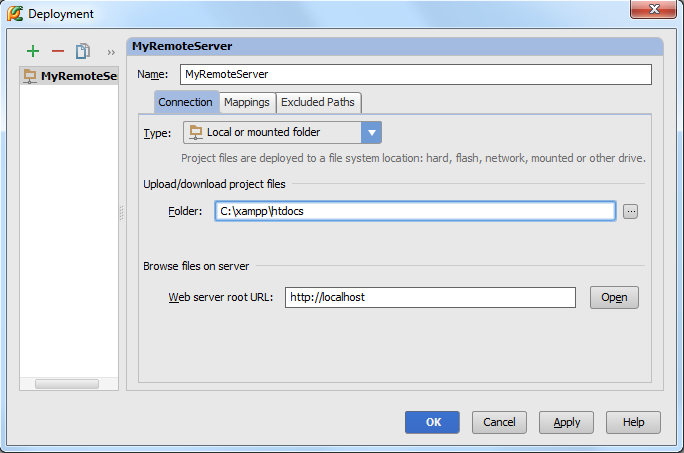 Deployment
MyRemoteSe
MyRemoteServer
Name: MyRemoteServer
Connection Mappings Excluded Paths
Type: Local or mounted folder
Project files are deployed to a file system location: hard, flash, network, mounted or other drive.
Upload/download project files
Folder: C:\xampp\htdocs ...
Browse files on server
Web server root URL: http://localhost Open
OK Cancel Apply Help